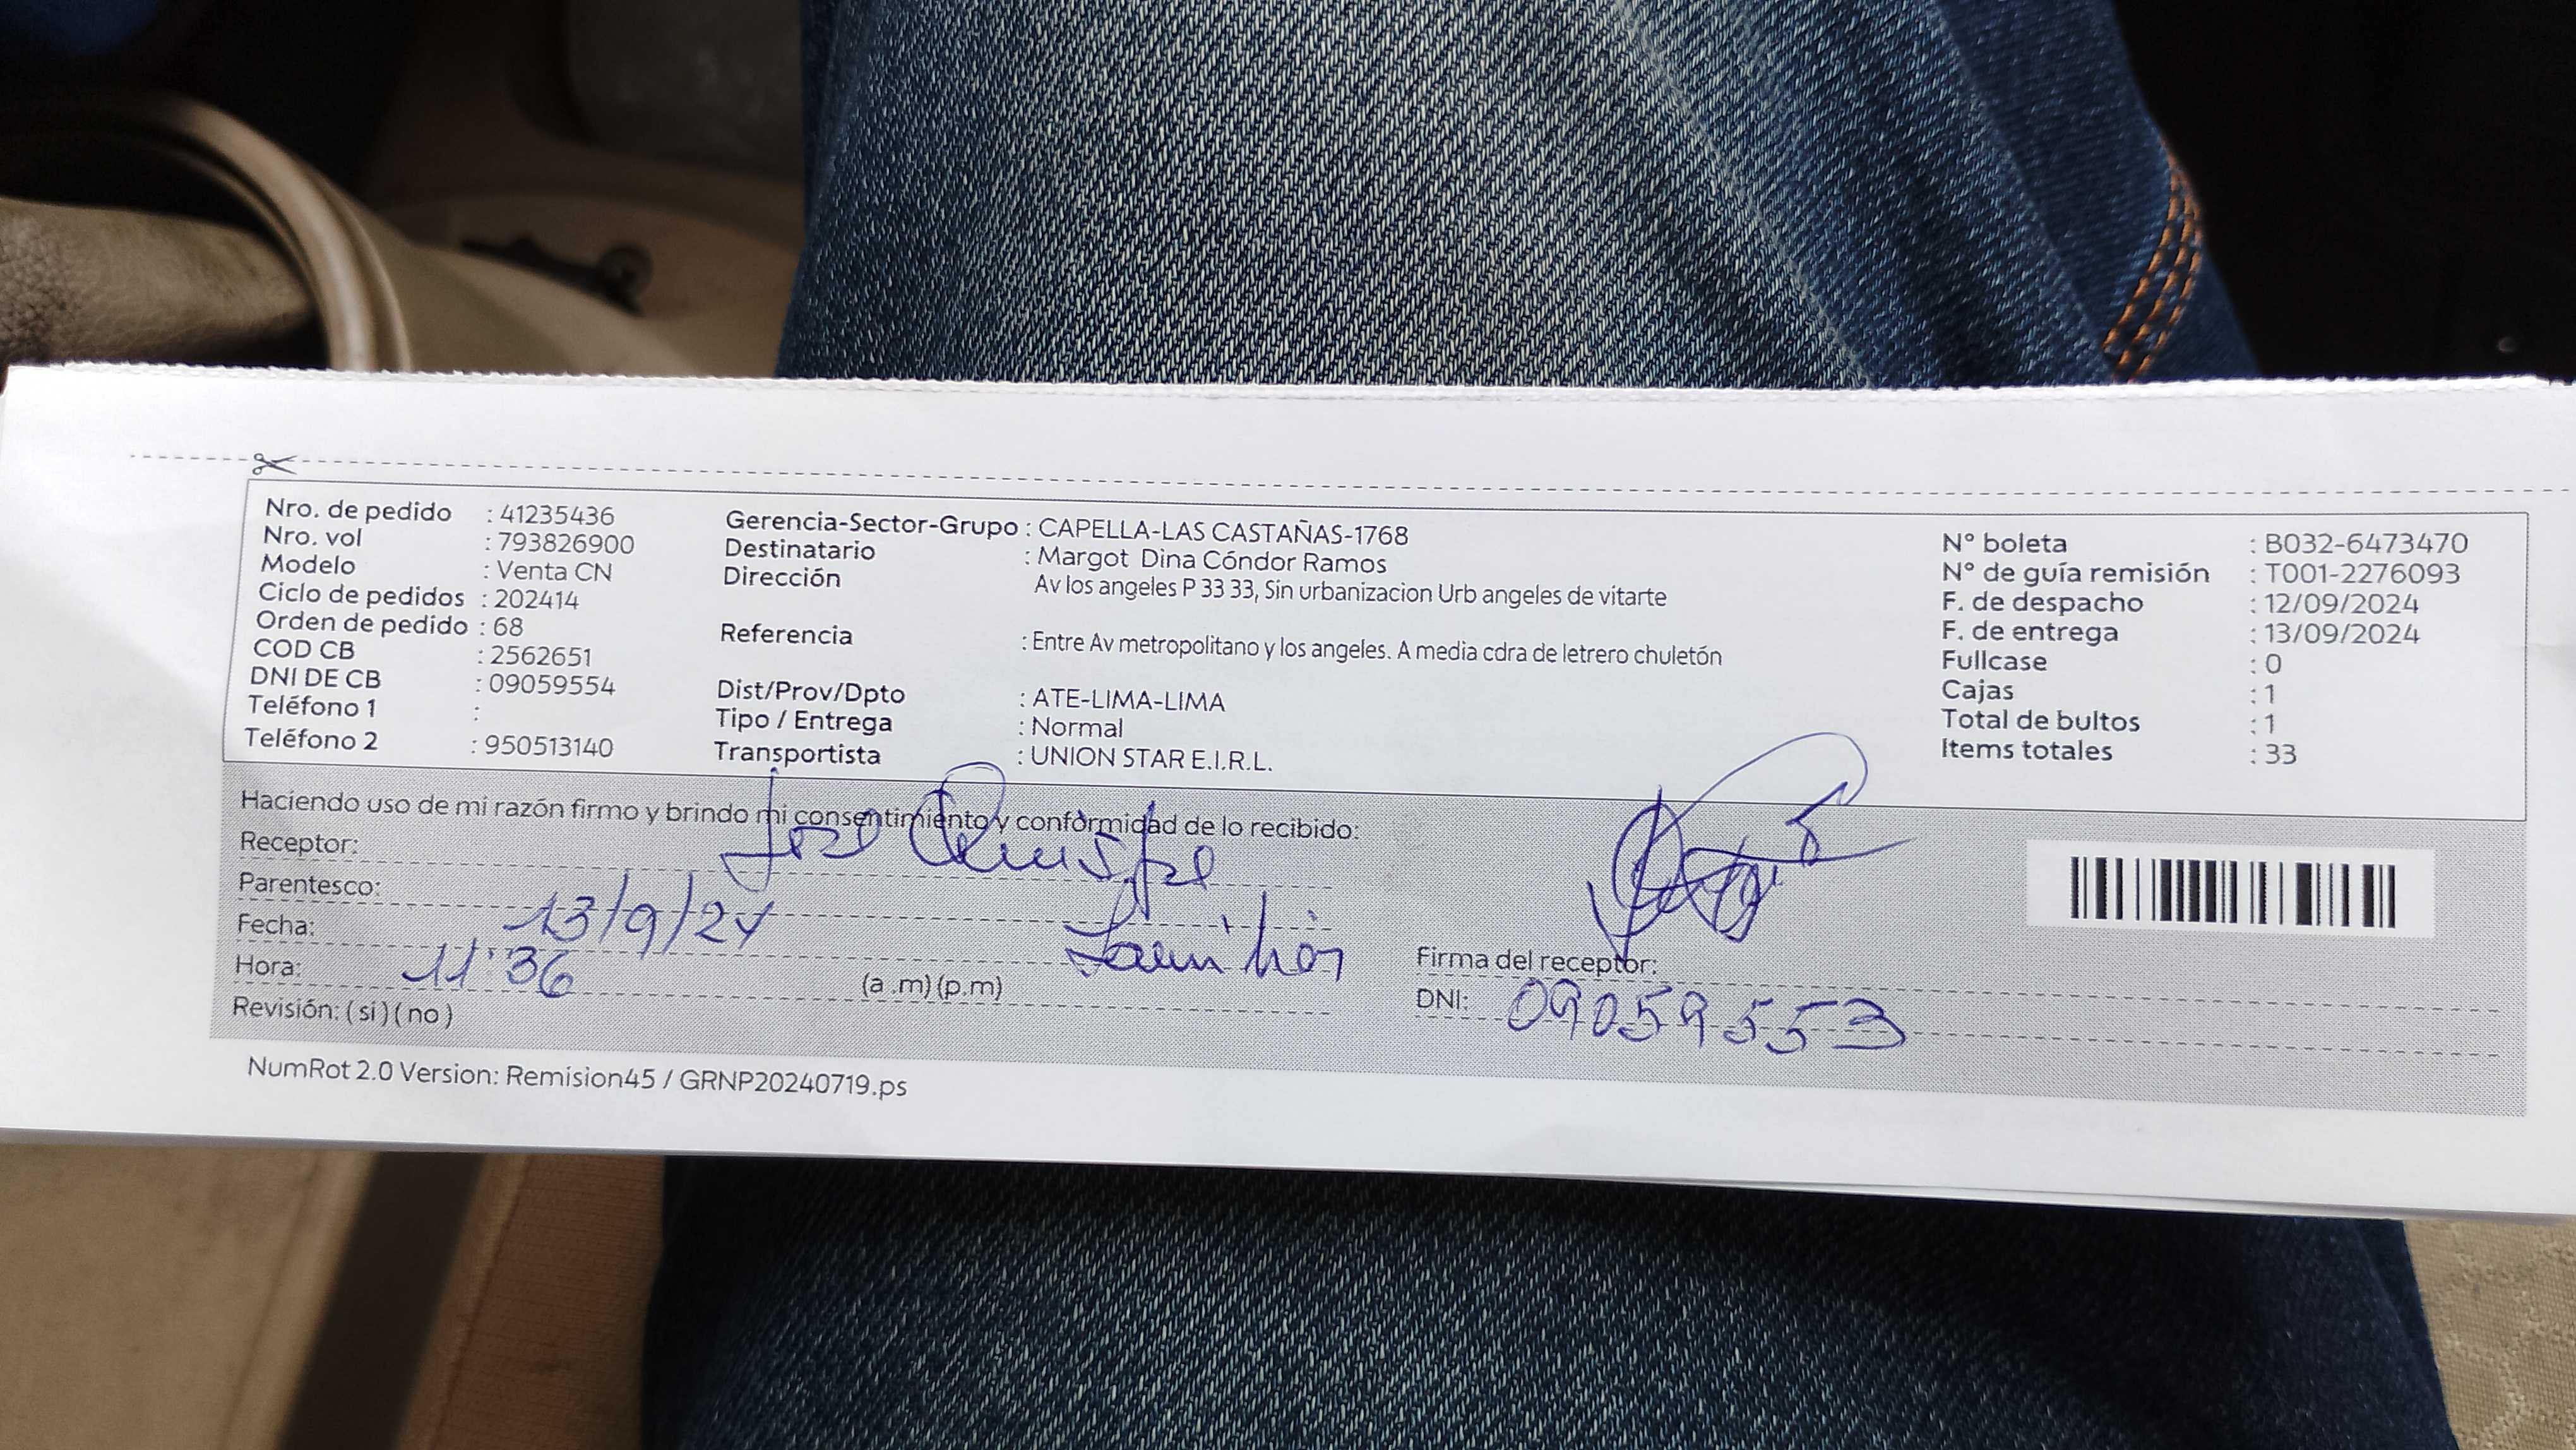 Nro. de pedido : 41235436
Nro. vol : 793826900
Modelo : Venta CN
Ciclo de pedidos : 202414
Orden de pedido : 68
COD CB : 2562651
DNI DE CB : 09059554
Teléfono 1 :
Teléfono 2 : 950513140
Gerencia-Sector-Grupo : CAPELLA-LAS CASTAÑAS-1768
Destinatario : Margot Dina Cóndor Ramos
Dirección Av los angeles P 33 33, Sin urbanizacion Urb angeles de vitarte
Referencia : Entre Av metropolitano y los angeles. A media cdra de letrero chuletón
Dist/Prov/Dpto : ATE-LIMA-LIMA
Tipo / Entrega : Normal
Transportista : UNION STAR E.I.R.L.
N° boleta : B032-6473470
N° de guía remisión : T001-2276093
F. de despacho : 12/09/2024
F. de entrega : 13/09/2024
Fullcase : 0
Cajas : 1
Total de bultos : 1
Items totales : 33
Haciendo uso de mi razón firmo y brindo mi consentimiento y conformidad de lo recibido:
Receptor: Jose Quispe
Parentesco:
Fecha: 13/9/24
Hora: 11:36 (a .m) (p.m)
Revisión: ( si ) ( no )
Firma del receptor:
DNI: 09059553
NumRot 2.0 Version: Remision45 / GRNP20240719.ps